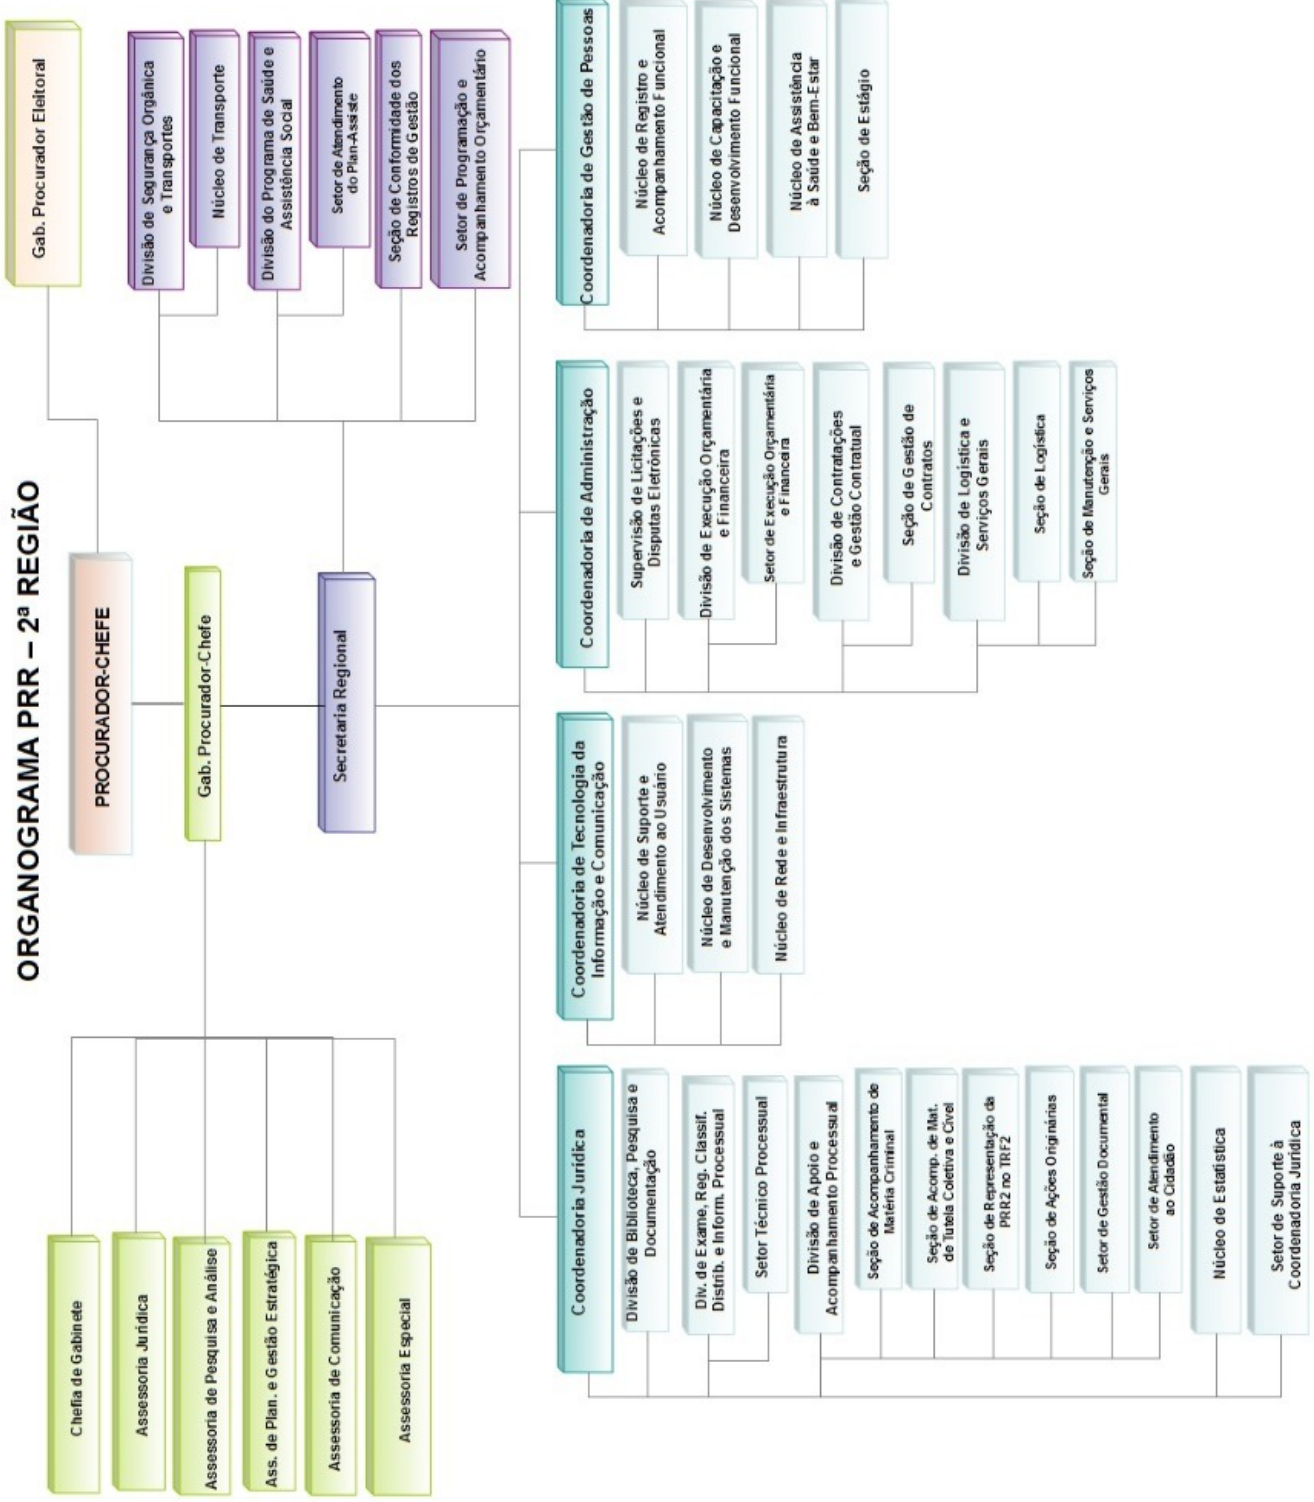 ORGANOGRAMA PRR – 2ª REGIÃO
PROCURADOR-CHEFE
Gab. Procurador Eleitoral
Gab. Procurador-Chefe
Secretaria Regional
Chefia de Gabinete
Assessoria Jurídica
Assessoria de Pesquisa e Análise
Ass. de Plan. e Gestão Estratégica
Assessoria de Comunicação
Assessoria Especial
Divisão de Segurança Orgânica
e Transportes
Núcleo de Transporte
Divisão do Programa de Saúde e
Assistência Social
Setor de Atendimento
do Plan-Assiste
Seção de Conformidade dos
Registros de Gestão
Setor de Programação e
Acompanhamento Orçamentário
Coordenadoria Jurídica
Divisão de Biblioteca, Pesquisa e
Documentação
Div. de Exame, Reg. Classif.
Distrib. e Inform. Processual
Setor Técnico Processual
Divisão de Apoio e
Acompanhamento Processual
Seção de Acompanhamento de
Matéria Criminal
Seção de Acomp. de Mat.
de Tutela Coletiva e Cível
Seção de Representação da
PRR2 no TRF2
Seção de Ações Originárias
Setor de Gestão Documental
Setor de Atendimento
ao Cidadão
Núcleo de Estatística
Setor de Suporte à
Coordenadoria Jurídica
Coordenadoria de Tecnologia da
Informação e Comunicação
Núcleo de Suporte e
Atendimento ao Usuário
Núcleo de Desenvolvimento
e Manutenção dos Sistemas
Núcleo de Rede e Infraestrutura
Coordenadoria de Administração
Supervisão de Licitações e
Disputas Eletrônicas
Divisão de Execução Orçamentária
e Financeira
Setor de Execução Orçamentária
e Financeira
Divisão de Contratações
e Gestão Contratual
Seção de Gestão de
Contratos
Divisão de Logística e
Serviços Gerais
Seção de Logística
Seção de Manutenção e Serviços
Gerais
Coordenadoria de Gestão de Pessoas
Núcleo de Registro e
Acompanhamento Funcional
Núcleo de Capacitação e
Desenvolvimento Funcional
Núcleo de Assistência
à Saúde e Bem-Estar
Seção de Estágio